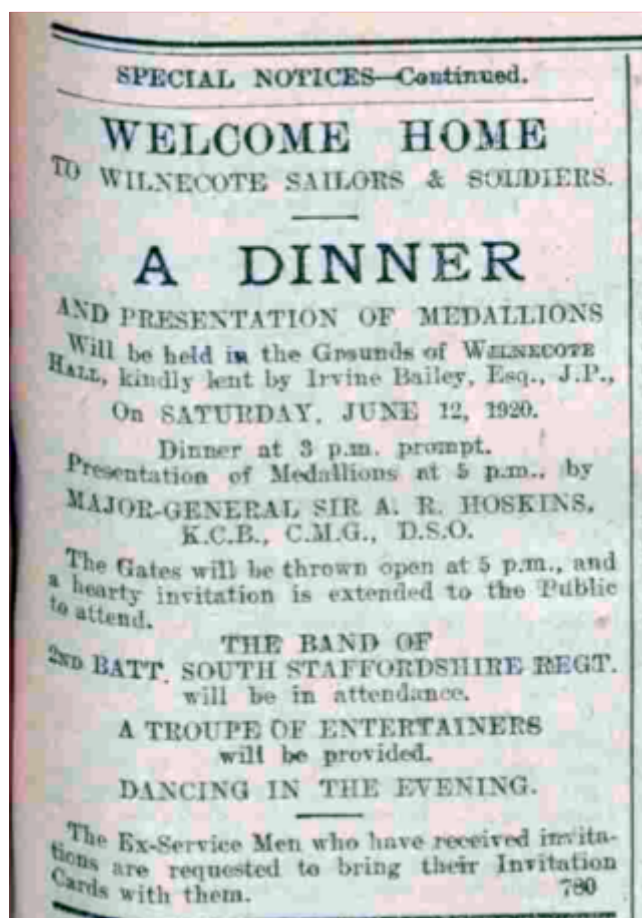 SPECIAL NOTICES—Continued.
WELCOME HOME
TO WILNECOTE SAILORS & SOLDIERS.
A DINNER
AND PRESENTATION OF MEDALLIONS
Will be held in the Grounds of WILNECOTE
HALL, kindly lent by Irvine Bailey, Esq., J.P.,
On SATURDAY, JUNE 12, 1920.
Dinner at 3 p.m. prompt.
Presentation of Medallions at 5 p.m., by
MAJOR-GENERAL SIR A. R. HOSKINS,
K.C.B., C.M.G., D.S.O.
The Gates will be thrown open at 5 p.m., and
a hearty invitation is extended to the Public
to attend.
THE BAND OF
2ND BATT. SOUTH STAFFORDSHIRE REGT.
will be in attendance.
A TROUPE OF ENTERTAINERS
will be provided.
DANCING IN THE EVENING.
The Ex-Service Men who have received invita-
tions are requested to bring their Invitation
Cards with them. 780